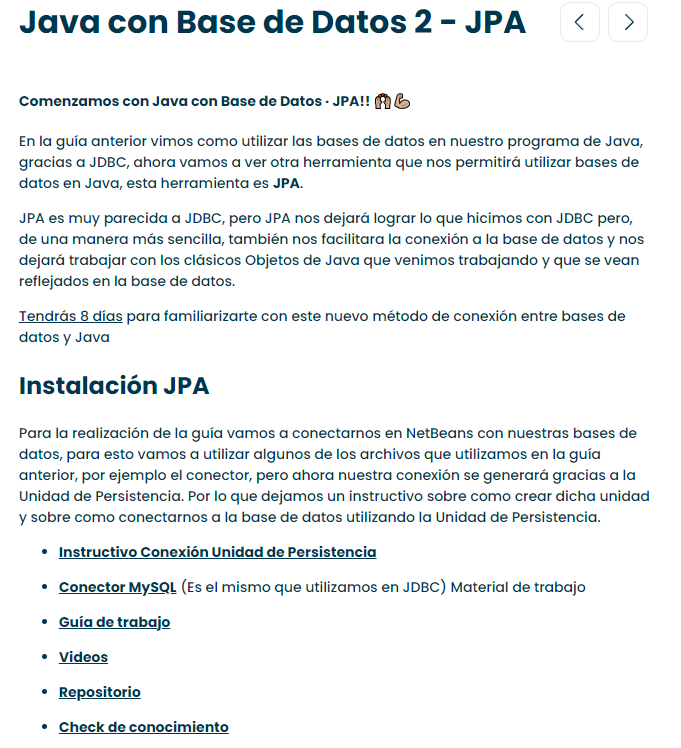 Java con Base de Datos 2 - JPA
Comenzamos con Java con Base de Datos · JPA!! 🙌🏽💪🏽
En la guía anterior vimos como utilizar las bases de datos en nuestro programa de Java,
gracias a JDBC, ahora vamos a ver otra herramienta que nos permitirá utilizar bases de
datos en Java, esta herramienta es JPA.
JPA es muy parecida a JDBC, pero JPA nos dejará lograr lo que hicimos con JDBC pero,
de una manera más sencilla, también nos facilitara la conexión a la base de datos y nos
dejará trabajar con los clásicos Objetos de Java que venimos trabajando y que se vean
reflejados en la base de datos.
Tendrás 8 días para familiarizarte con este nuevo método de conexión entre bases de
datos y Java
Instalación JPA
Para la realización de la guía vamos a conectarnos en NetBeans con nuestras bases de
datos, para esto vamos a utilizar algunos de los archivos que utilizamos en la guía
anterior, por ejemplo el conector, pero ahora nuestra conexión se generará gracias a la
Unidad de Persistencia. Por lo que dejamos un instructivo sobre como crear dicha unidad
y sobre como conectarnos a la base de datos utilizando la Unidad de Persistencia.
• Instructivo Conexión Unidad de Persistencia
• Conector MySQL (Es el mismo que utilizamos en JDBC) Material de trabajo
• Guía de trabajo
• Videos
• Repositorio
• Check de conocimiento